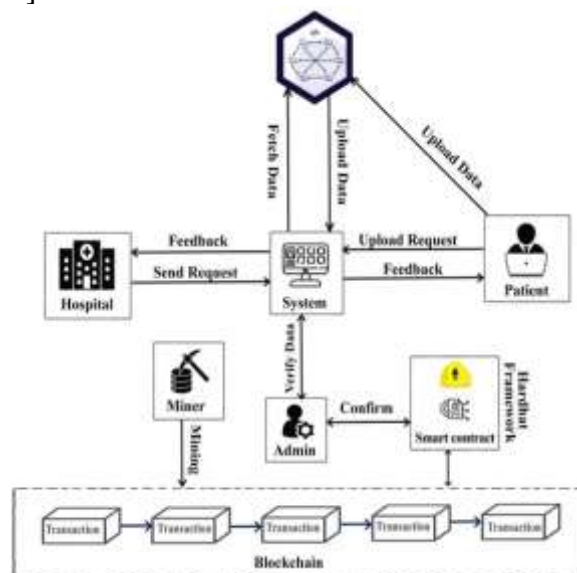 ]
Fetch Data
Upload Data
Upload Data
Feedback
Send Request
Hospital
System
Upload Request
Feedback
Patient
Verify Data
Miner
Mining
Admin
Confirm
Smart contract
Hardhat
Framework
Transaction
Transaction
Transaction
Transaction
Transaction
Blockchain